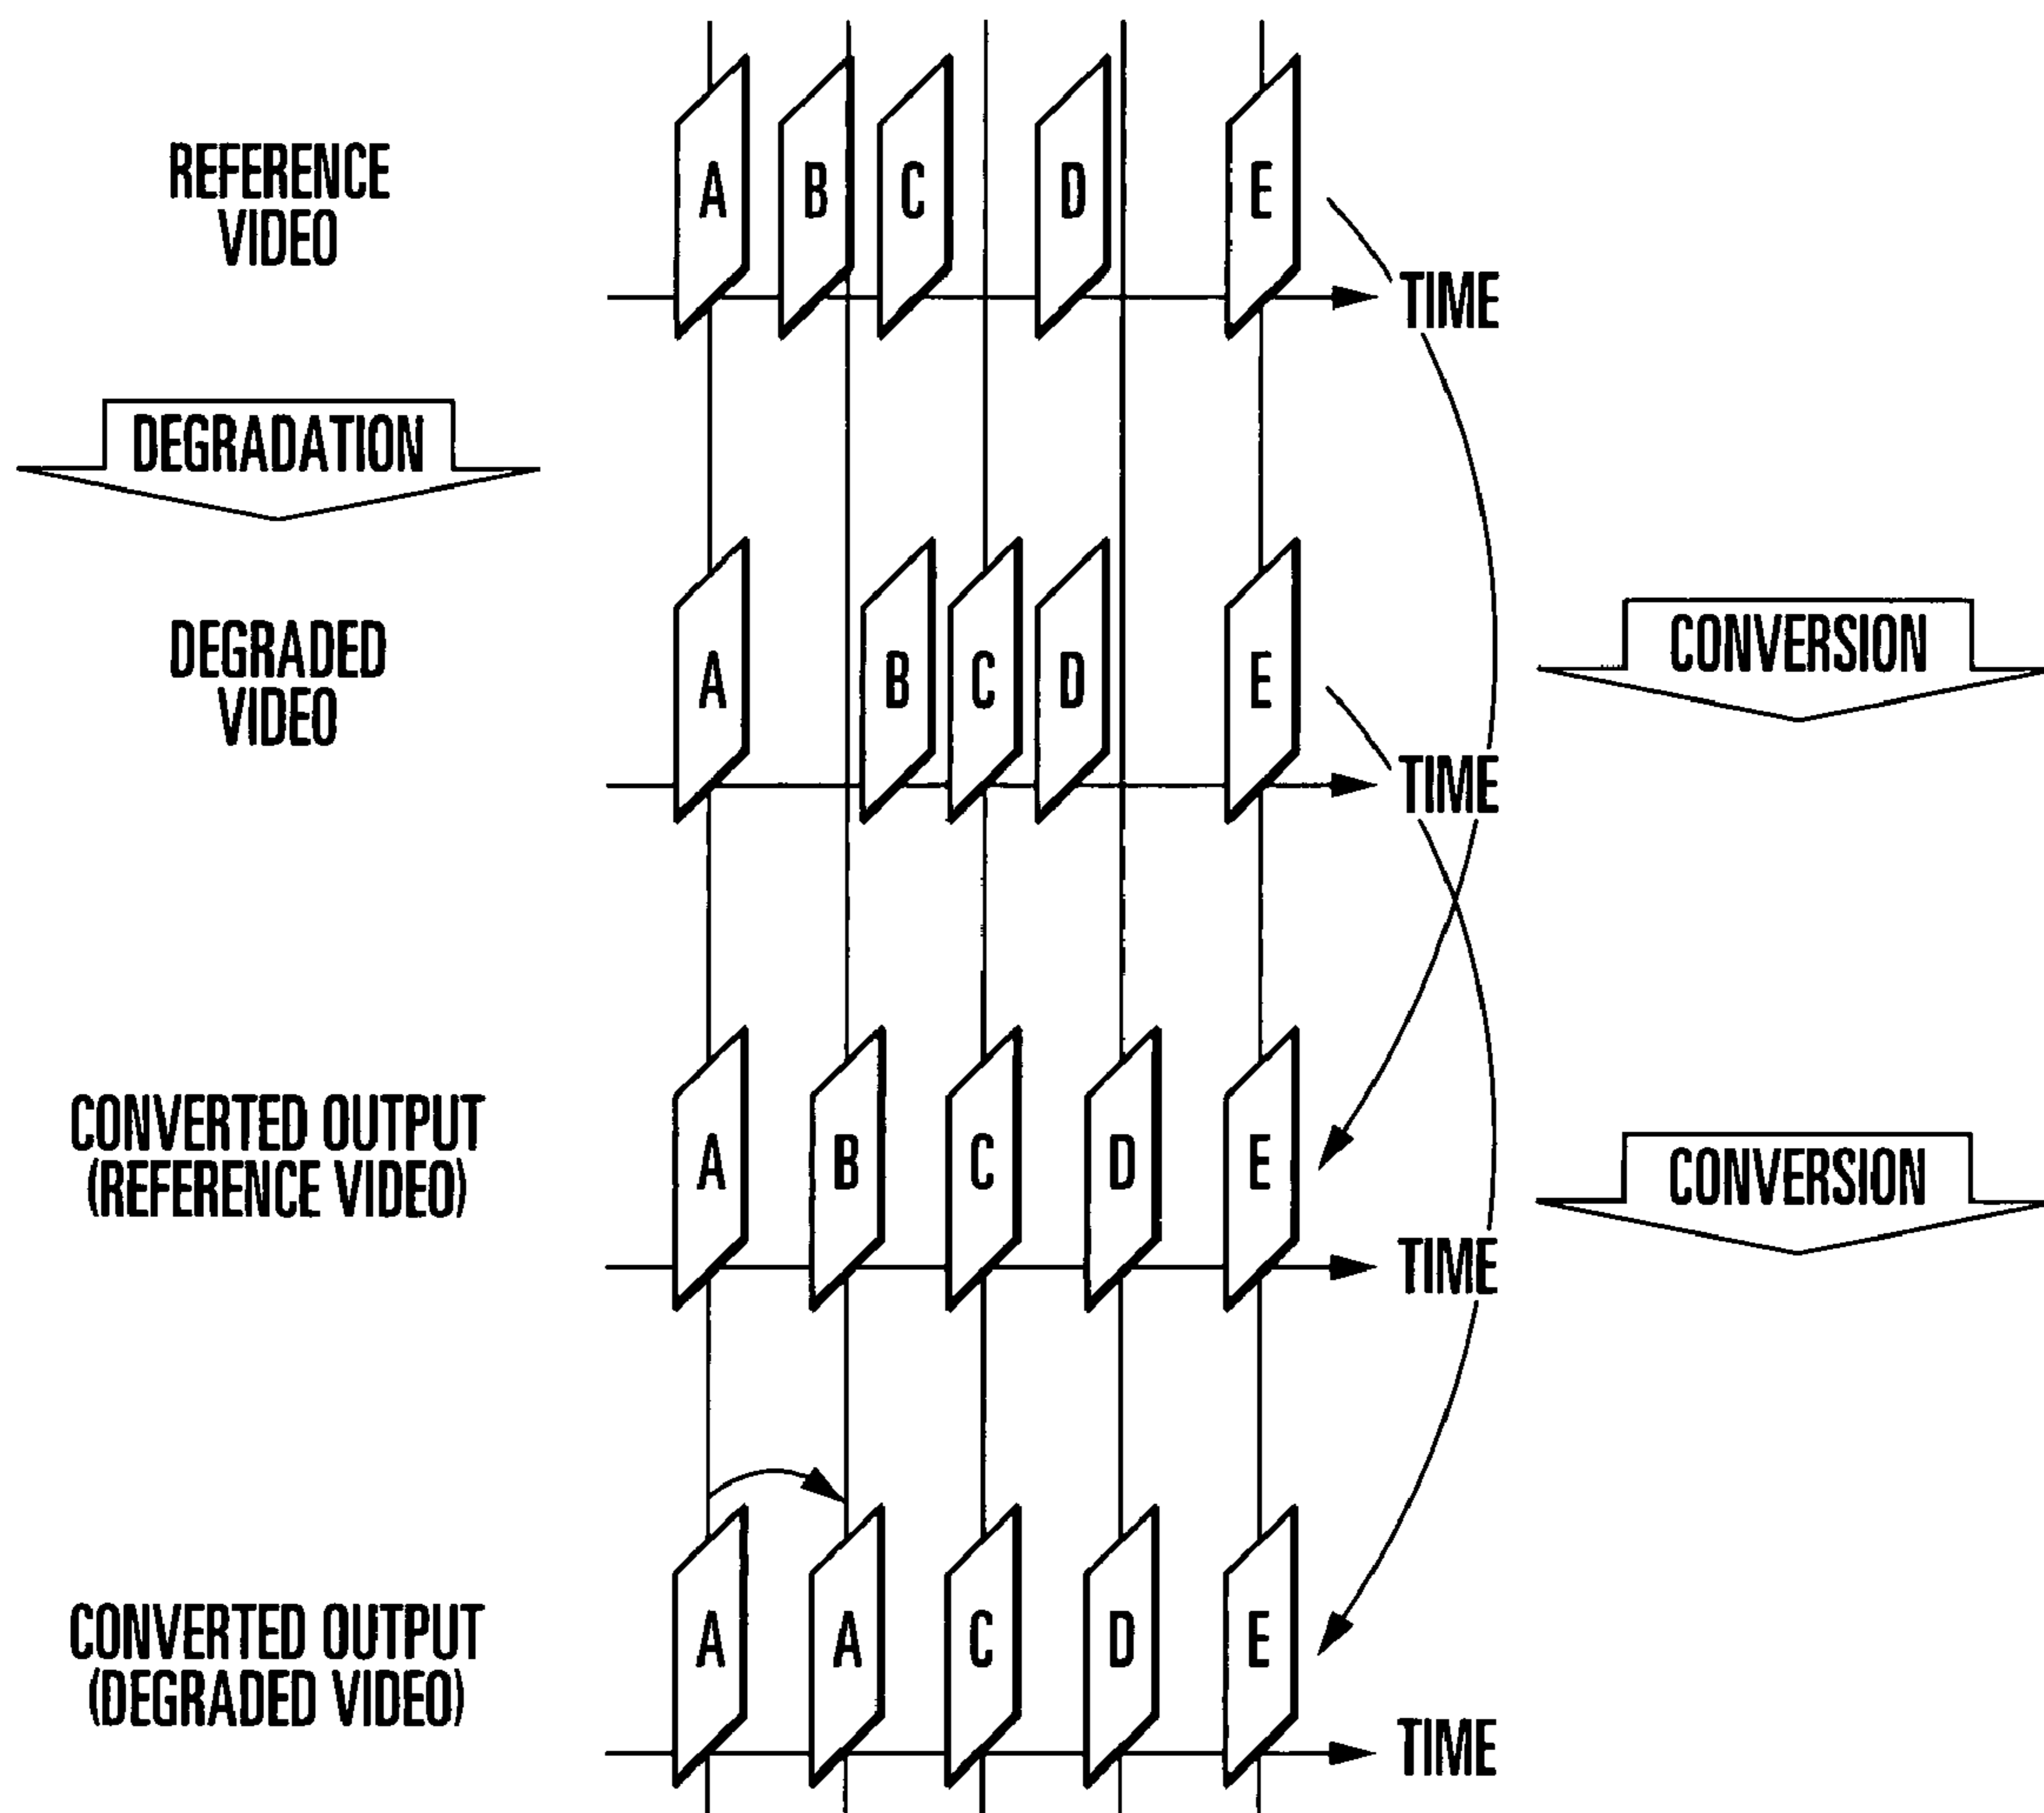 REFERENCE
VIDEO
A B C D E
TIME
DEGRADATION
DEGRADED
VIDEO
A B C D E
TIME
CONVERSION
CONVERTED OUTPUT
(REFERENCE VIDEO)
A B C D E
TIME
CONVERSION
CONVERTED OUTPUT
(DEGRADED VIDEO)
A A C D E
TIME